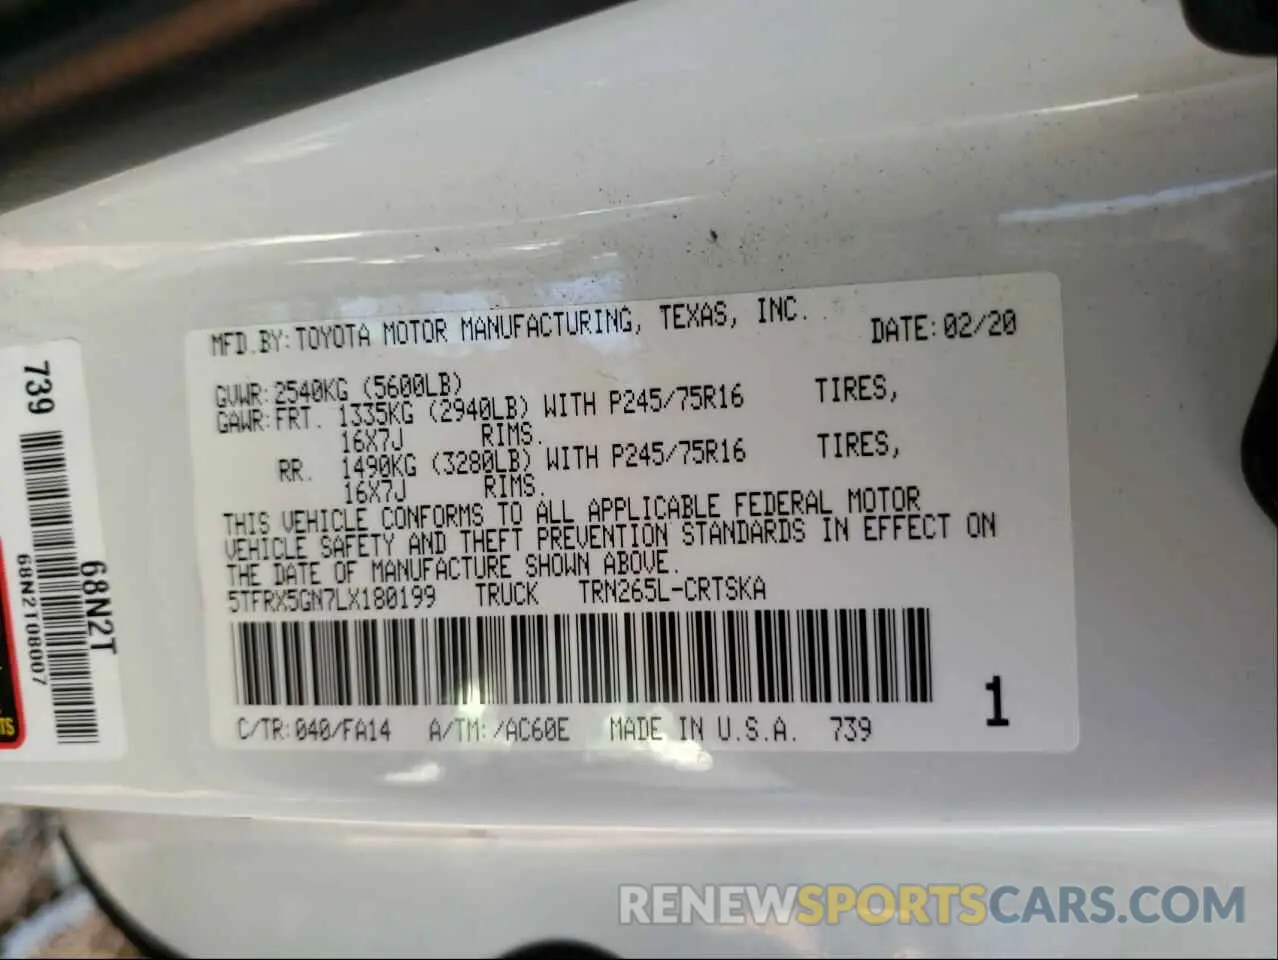 MFD.BY:TOYOTA MOTOR MANUFACTURING, TEXAS, INC. DATE:02/20
GVWR:2540KG (5600LB)
GAWR:FRT. 1335KG (2940LB) WITH P245/75R16 TIRES,
16X7J RIMS.
RR. 1490KG (3280LB) WITH P245/75R16 TIRES,
16X7J RIMS.
THIS VEHICLE CONFORMS TO ALL APPLICABLE FEDERAL MOTOR
VEHICLE SAFETY AND THEFT PREVENTION STANDARDS IN EFFECT ON
THE DATE OF MANUFACTURE SHOWN ABOVE.
5TFRX5GN7LX180199 TRUCK TRN265L-CRTSKA
C/TR:040/FA14 A/TM:/AC60E MADE IN U.S.A. 739
1
739
68N2T08007
68N2T
RENEWSPORTSCARS.COM